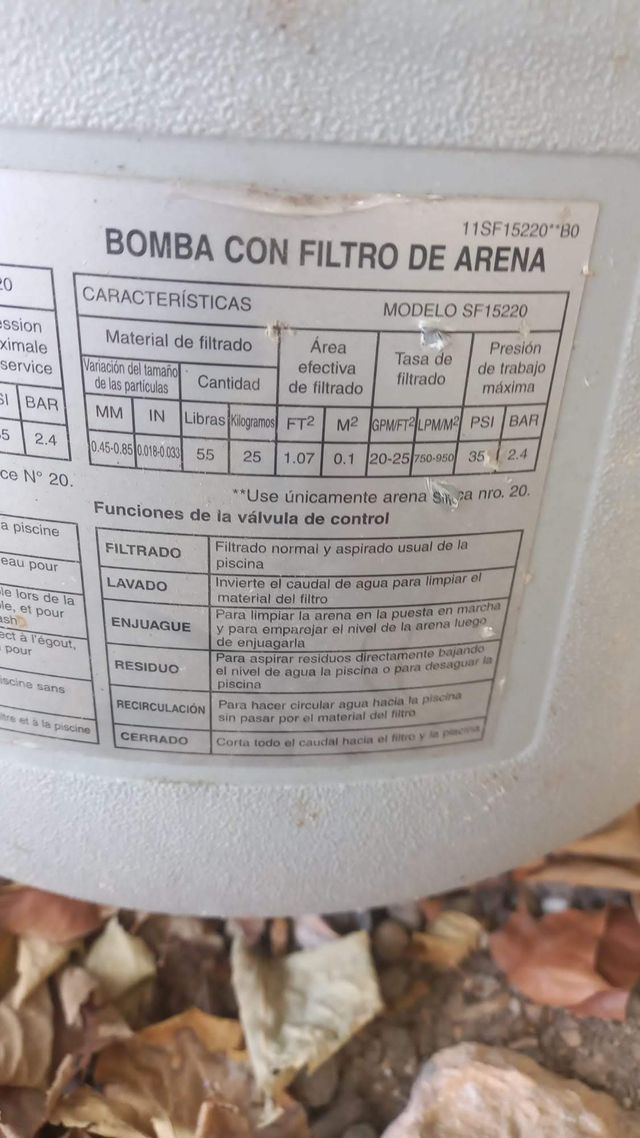 11SF15220**B0
BOMBA CON FILTRO DE ARENA
CARACTERÍSTICAS MODELO SF15220
Material de filtrado
Área efectiva de filtrado
Tasa de filtrado
Presión de trabajo máxima
Variación del tamaño de las partículas
Cantidad
MM IN Libras Kilogramos FT² M² GPM/FT² LPM/M² PSI BAR
0.45-0.85 0.018-0.033 55 25 1.07 0.1 20-25 750-950 35 2.4
**Use únicamente arena nro. 20.
Funciones de la válvula de control
FILTRADO Filtrado normal y aspirado usual de la
piscina
LAVADO Invierte el caudal de agua para limpiar el
material del filtro
ENJUAGUE Para limpiar la arena en la puesta en marcha
y para emparejar el nivel de la arena luego
de enjuagarla
RESIDUO Para aspirar residuos directamente bajando
el nivel de agua la piscina o para desaguar la
piscina
RECIRCULACIÓN Para hacer circular agua hacia la piscina
sin pasar por el material del filtro
CERRADO Corta todo el caudal hacia el filtro y la piscina
ximale
service
BAR
2.4
ce N° 20.
a piscine
eau pour
le lors de la
le, et pour
ect à l'égout,
pour
piscine sans
et à la piscine